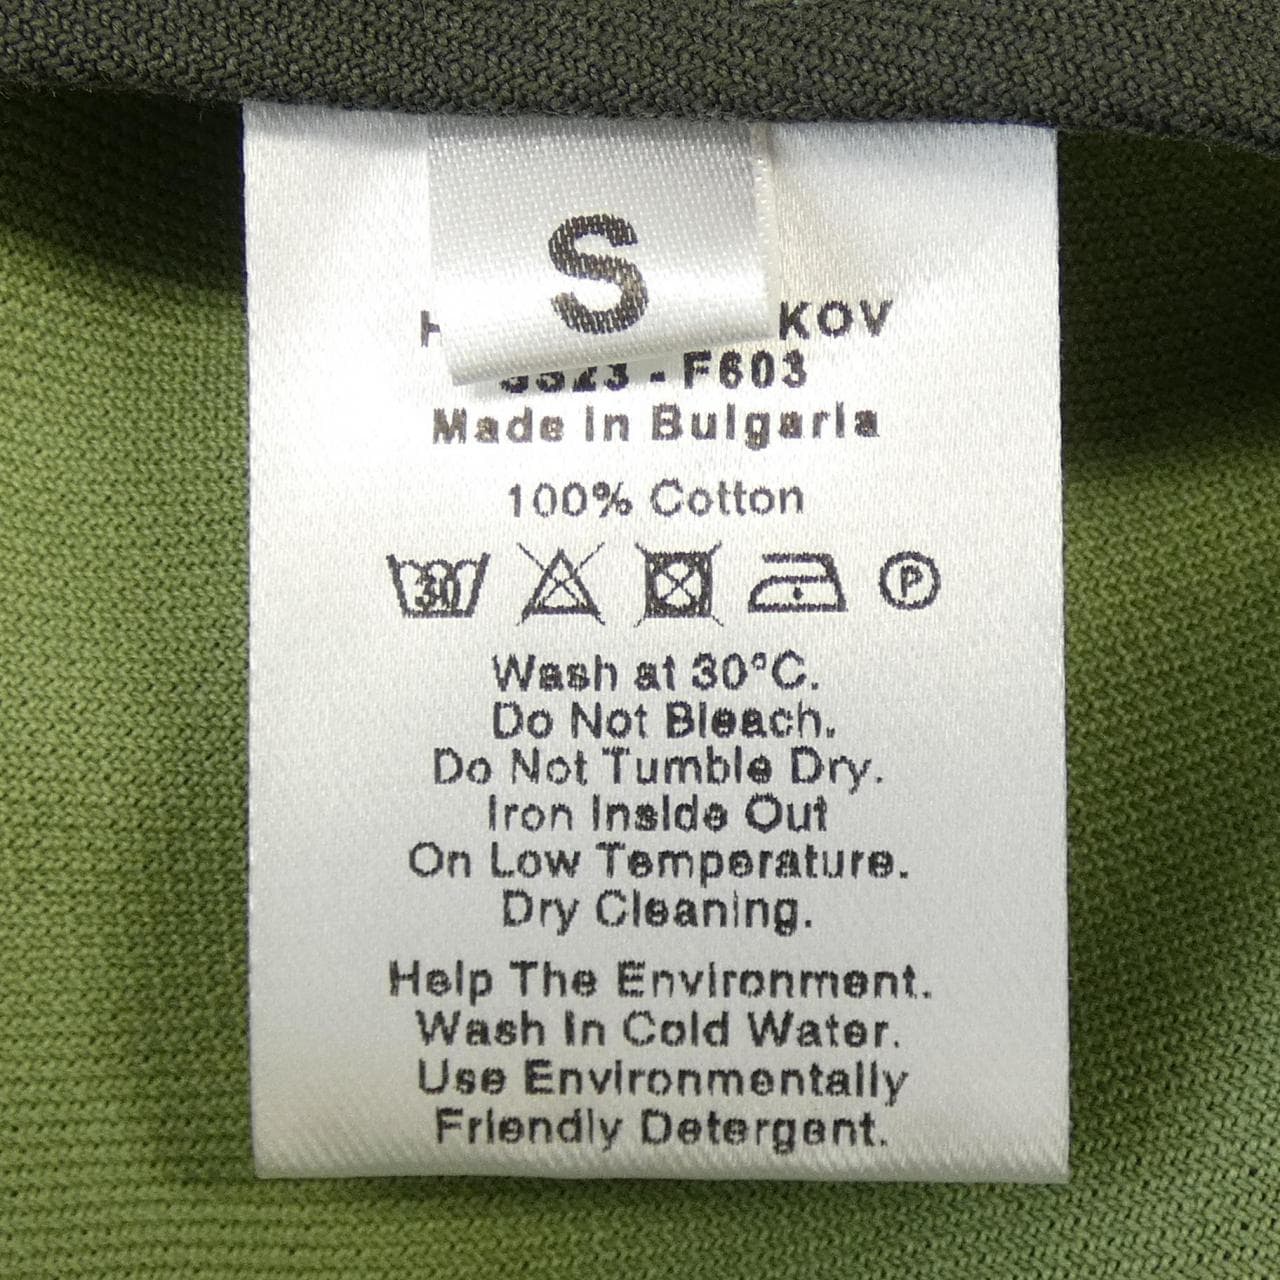 S
KOV
SS23 - F603
Made in Bulgaria
100% Cotton
30
P
Wash at 30°C.
Do Not Bleach.
Do Not Tumble Dry.
Iron Inside Out
On Low Temperature.
Dry Cleaning.
Help The Environment.
Wash In Cold Water.
Use Environmentally
Friendly Detergent.